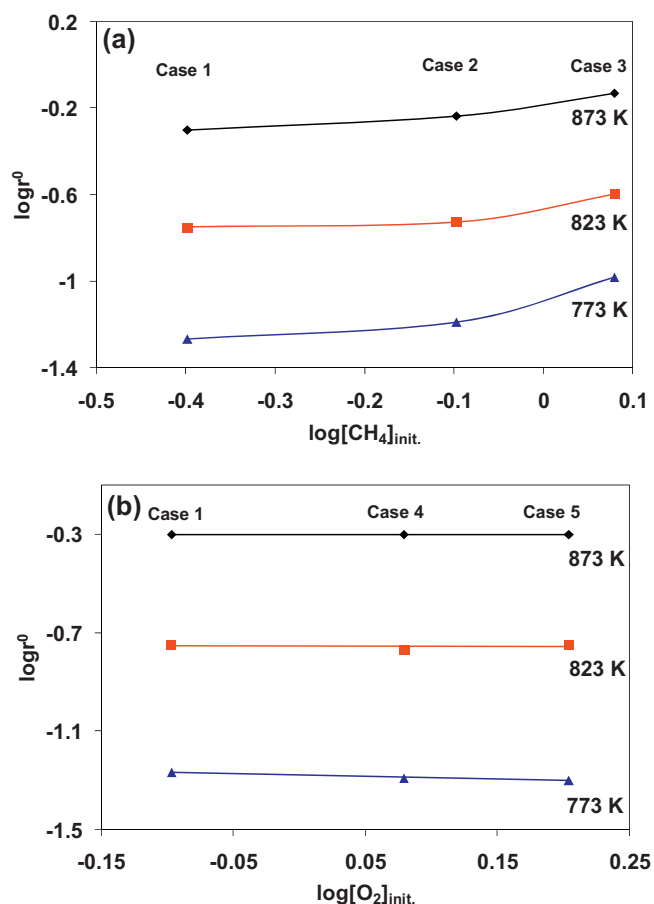 (a)
0.2
-0.2
-0.6
-1
-1.4
logr⁰
Case 1
Case 2
Case 3
873 K
823 K
773 K
-0.5 -0.4 -0.3 -0.2 -0.1 0 0.1
log[CH₄]init.
(b)
-0.3
-0.7
-1.1
-1.5
logr⁰
Case 1
Case 4
Case 5
873 K
823 K
773 K
-0.15 -0.05 0.05 0.15 0.25
log[O₂]init.